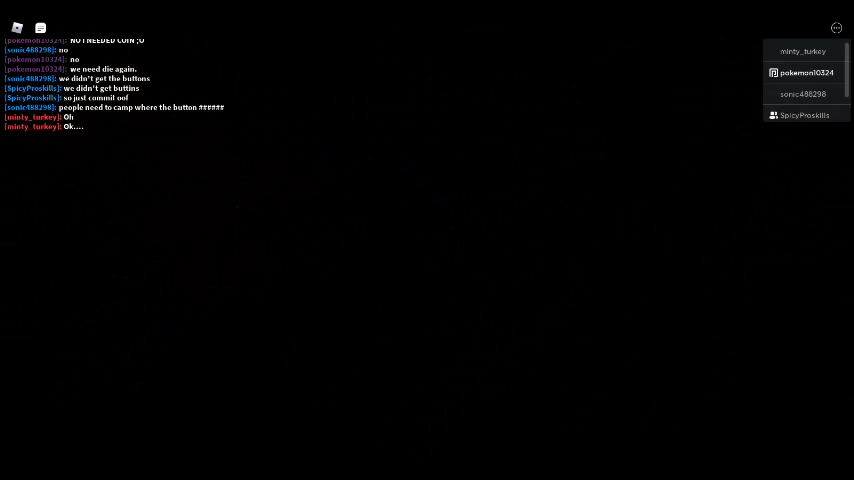 [pokemon10324]: NOT NEEDED COIN ;O
[sonic488298]: no
[pokemon10324]: no
[pokemon10324]: we need die again.
[sonic488298]: we didn't get the buttons
[SpicyProskills]: we didn't get buttins
[SpicyProskills]: so just commit oof
[sonic488298]: people need to camp where the button ######
[minty_turkey]: Oh
[minty_turkey]: Ok....
minty_turkey
pokemon10324
sonic488298
SpicyProskills